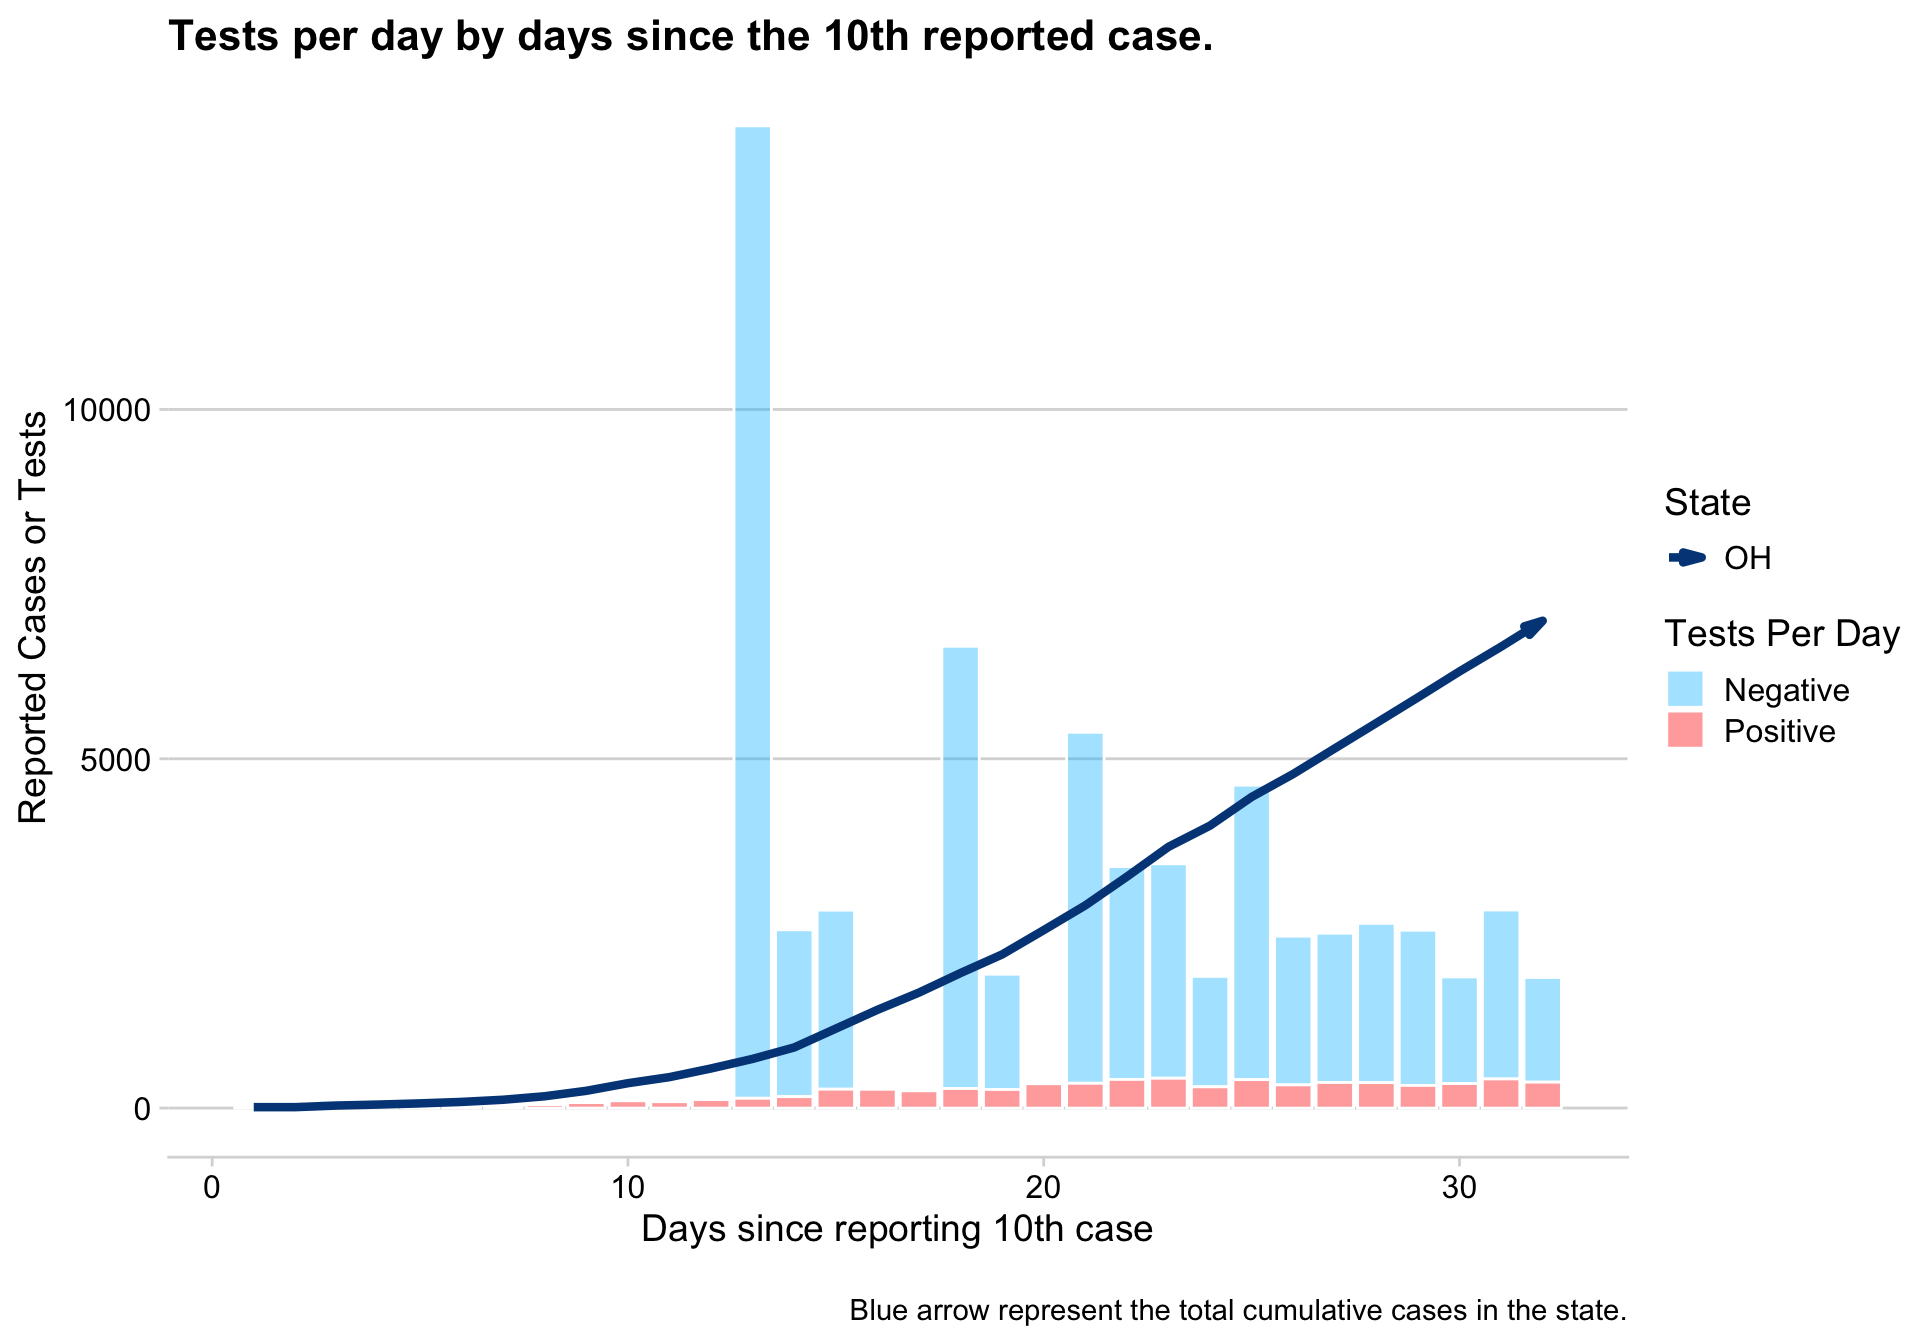 Tests per day by days since the 10th reported case.
Reported Cases or Tests
10000
5000
0
0 10 20 30
Days since reporting 10th case
State
OH
Tests Per Day
Negative
Positive
Blue arrow represent the total cumulative cases in the state.